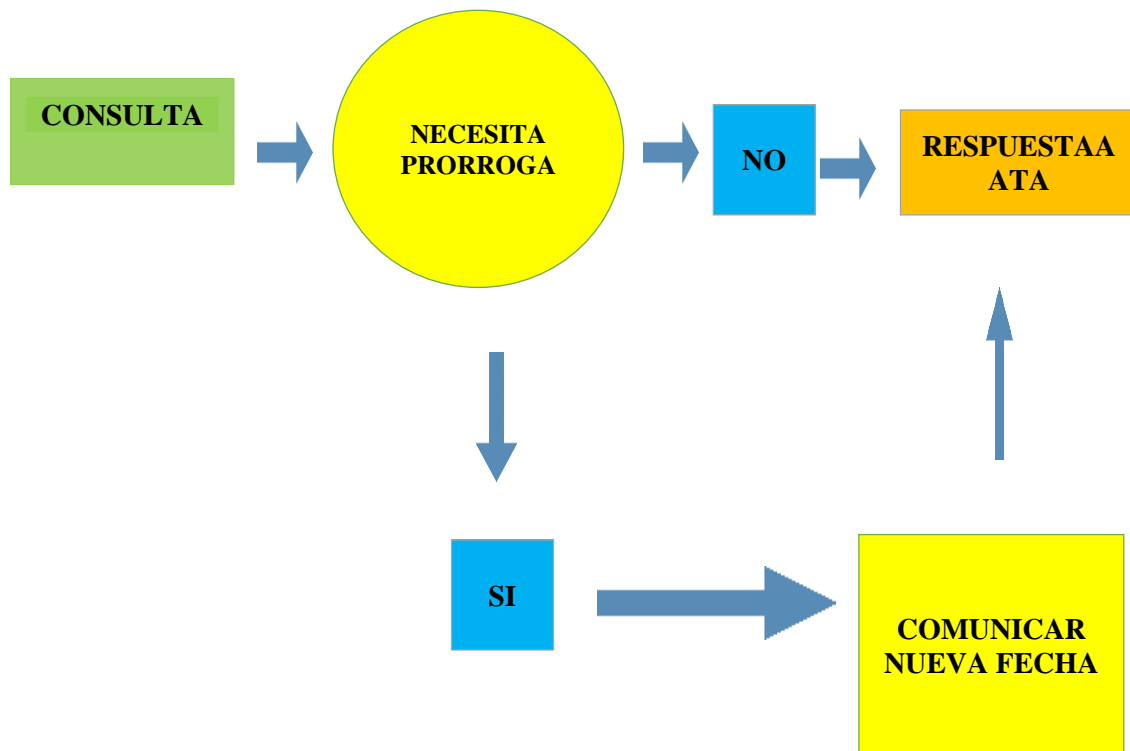 CONSULTA
NECESITA
PRORROGA
NO
RESPUESTAA
ATA
SI
COMUNICAR
NUEVA FECHA